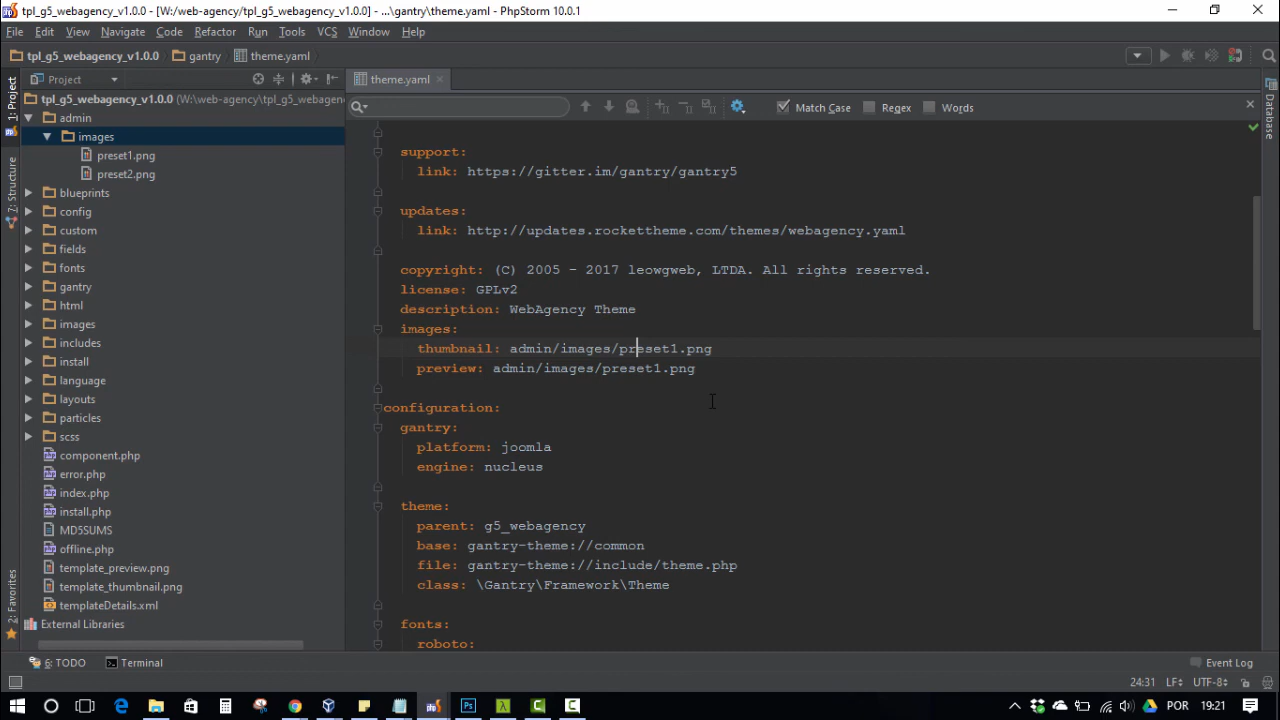 tpl_g5_webagency_v1.0.0 - [W:/web-agency/tpl_g5_webagency_v1.0.0] - ...\gantry\theme.yaml - PhpStorm 10.0.1
File Edit View Navigate Code Refactor Run Tools VCS Window Help
tpl_g5_webagency_v1.0.0 gantry theme.yaml
Project
theme.yaml
1: Project
7: Structure
2: Favorites
Database
tpl_g5_webagency_v1.0.0 (W:\web-agency\tpl_g5_webagen
admin
images
preset1.png
preset2.png
blueprints
config
custom
fields
fonts
gantry
html
images
includes
install
language
layouts
particles
scss
component.php
error.php
index.php
install.php
MD5SUMS
offline.php
template_preview.png
template_thumbnail.png
templateDetails.xml
External Libraries
Match Case Regex Words
support:
link: https://gitter.im/gantry/gantry5
updates:
link: http://updates.rockettheme.com/themes/webagency.yaml
copyright: (C) 2005 - 2017 leowgweb, LTDA. All rights reserved.
license: GPLv2
description: WebAgency Theme
images:
thumbnail: admin/images/preset1.png
preview: admin/images/preset1.png
configuration:
gantry:
platform: joomla
engine: nucleus
theme:
parent: g5_webagency
base: gantry-theme://common
file: gantry-theme://include/theme.php
class: \Gantry\Framework\Theme
fonts:
roboto:
6: TODO Terminal Event Log
24:31 LF UTF-8
POR 19:21